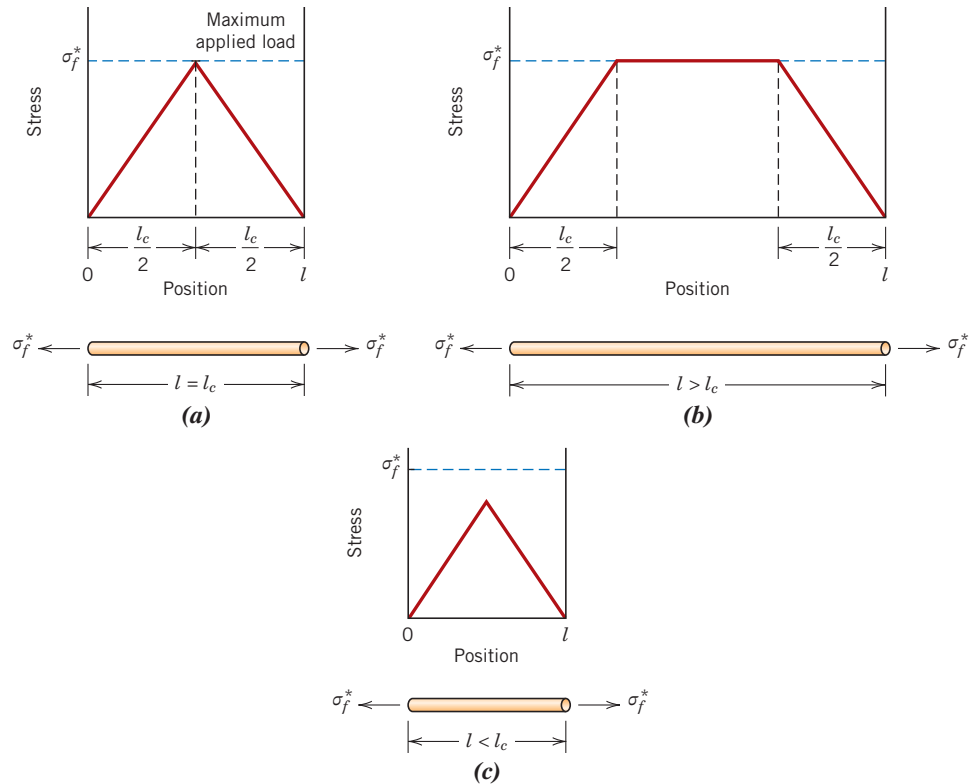 Maximum
applied load
σ*f
Stress
lc/2 lc/2
0 l
Position
σ*f σ*f
l = lc
(a)
σ*f
Stress
lc/2 lc/2
0 Position l
σ*f σ*f
l > lc
(b)
σ*f
Stress
0 l
Position
σ*f σ*f
l < lc
(c)